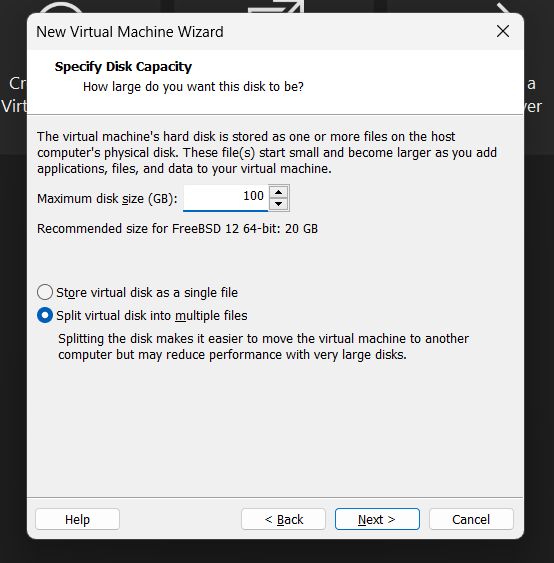 New Virtual Machine Wizard
Specify Disk Capacity
How large do you want this disk to be?
Cr
a
Virt
ver
The virtual machine's hard disk is stored as one or more files on the host
computer's physical disk. These file(s) start small and become larger as you add
applications, files, and data to your virtual machine.
Maximum disk size (GB): 100
Recommended size for FreeBSD 12 64-bit: 20 GB
Store virtual disk as a single file
Split virtual disk into multiple files
Splitting the disk makes it easier to move the virtual machine to another
computer but may reduce performance with very large disks.
Help < Back Next > Cancel